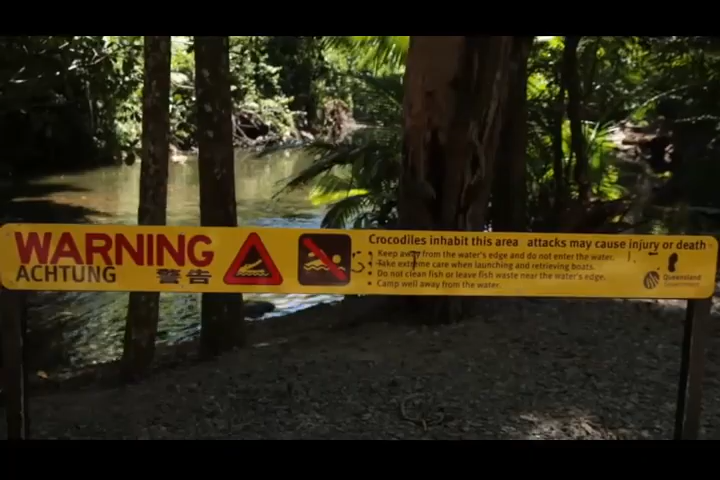 WARNING
ACHTUNG 警告
Crocodiles inhabit this area attacks may cause injury or death
• Keep away from the water's edge and do not enter the water.
• Take extreme care when launching and retrieving boats.
• Do not clean fish or leave fish waste near the water's edge.
• Camp well away from the water.
Queensland
Government